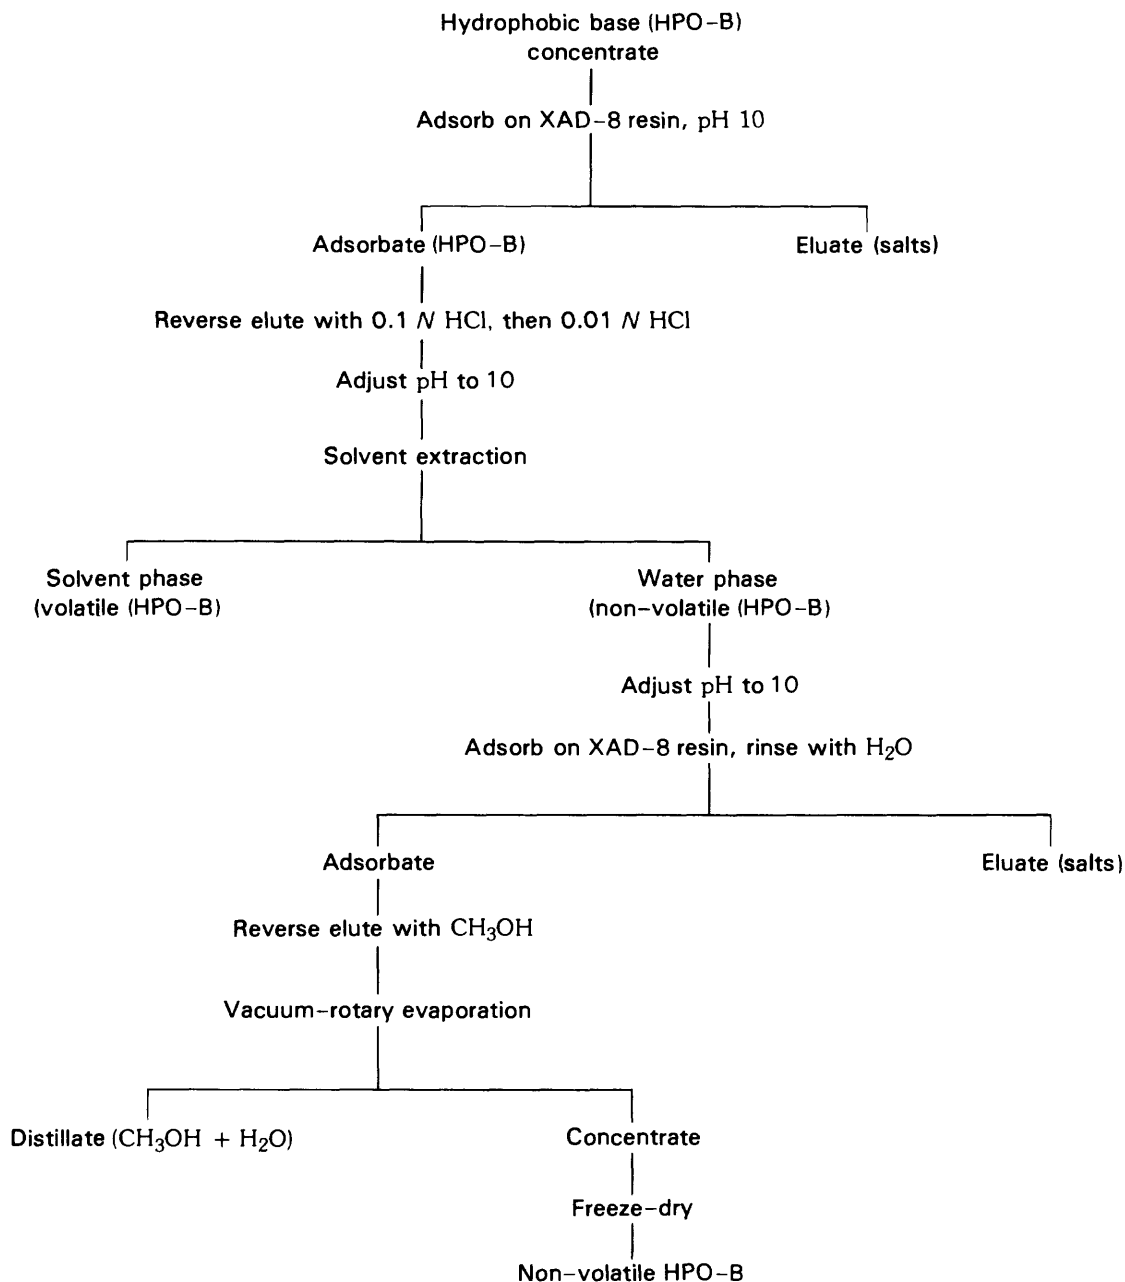 Hydrophobic base (HPO-B)
concentrate
Adsorb on XAD-8 resin, pH 10
Adsorbate (HPO-B)
Eluate (salts)
Reverse elute with 0.1 N HCl, then 0.01 N HCl
Adjust pH to 10
Solvent extraction
Solvent phase
(volatile (HPO-B)
Water phase
(non-volatile (HPO-B)
Adjust pH to 10
Adsorb on XAD-8 resin, rinse with H₂O
Adsorbate
Eluate (salts)
Reverse elute with CH₃OH
Vacuum-rotary evaporation
Distillate (CH₃OH + H₂O)
Concentrate
Freeze-dry
Non-volatile HPO-B